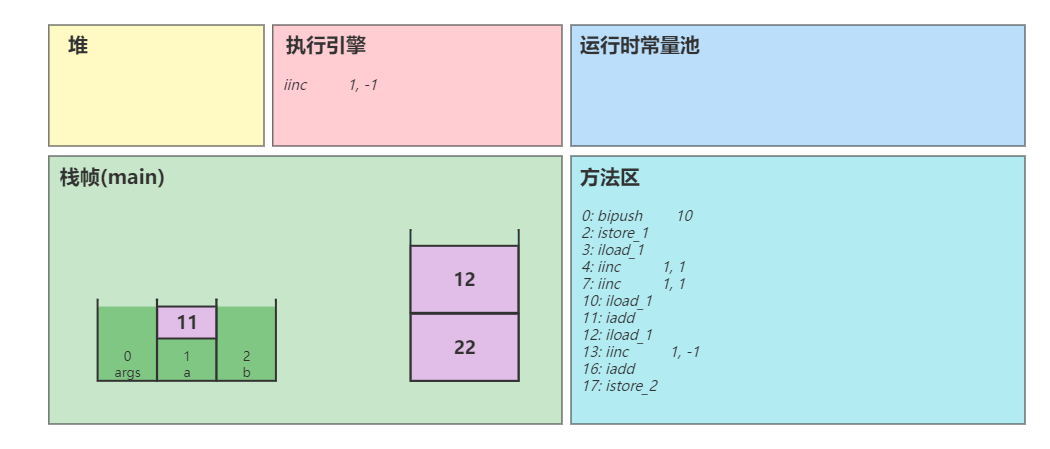 堆
执行引擎
iinc 1, -1
运行时常量池
栈帧(main)
12
22
11
0
args
1
a
2
b
方法区
0: bipush 10
2: istore_1
3: iload_1
4: iinc 1, 1
7: iinc 1, 1
10: iload_1
11: iadd
12: iload_1
13: iinc 1, -1
16: iadd
17: istore_2